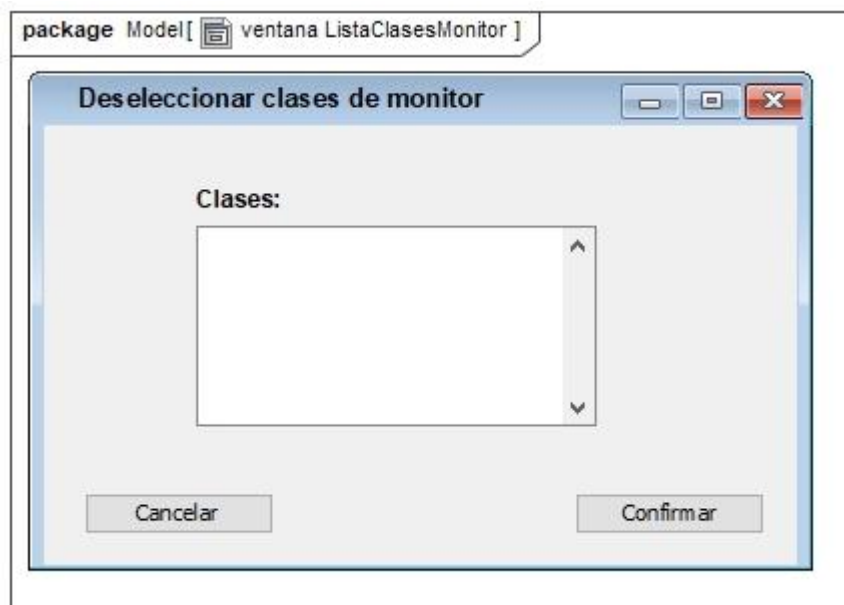 package Model[ ventana ListaClasesMonitor ]
Deseleccionar clases de monitor
Clases:
Cancelar
Confirmar